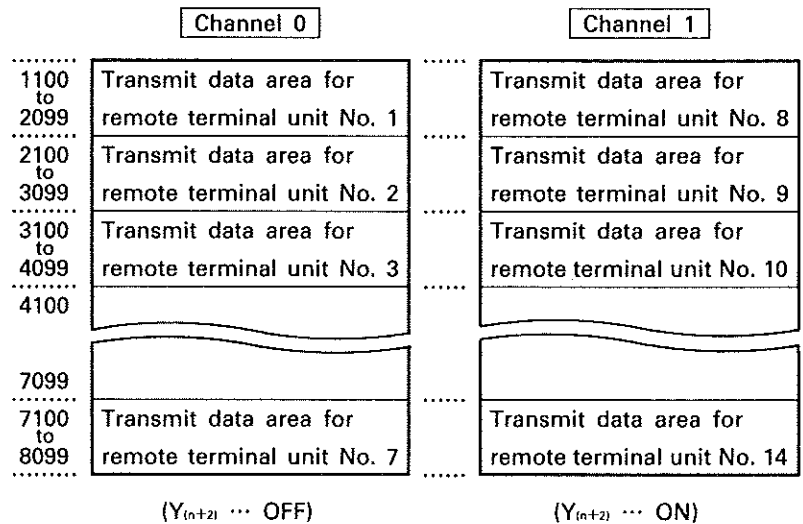 Channel 0 Channel 1
1100
to
2099
Transmit data area for
remote terminal unit No. 1
Transmit data area for
remote terminal unit No. 8
2100
to
3099
Transmit data area for
remote terminal unit No. 2
Transmit data area for
remote terminal unit No. 9
3100
to
4099
Transmit data area for
remote terminal unit No. 3
Transmit data area for
remote terminal unit No. 10
4100
7099
7100
to
8099
Transmit data area for
remote terminal unit No. 7
Transmit data area for
remote terminal unit No. 14
(Y(n+2) ··· OFF) (Y(n+2) ··· ON)